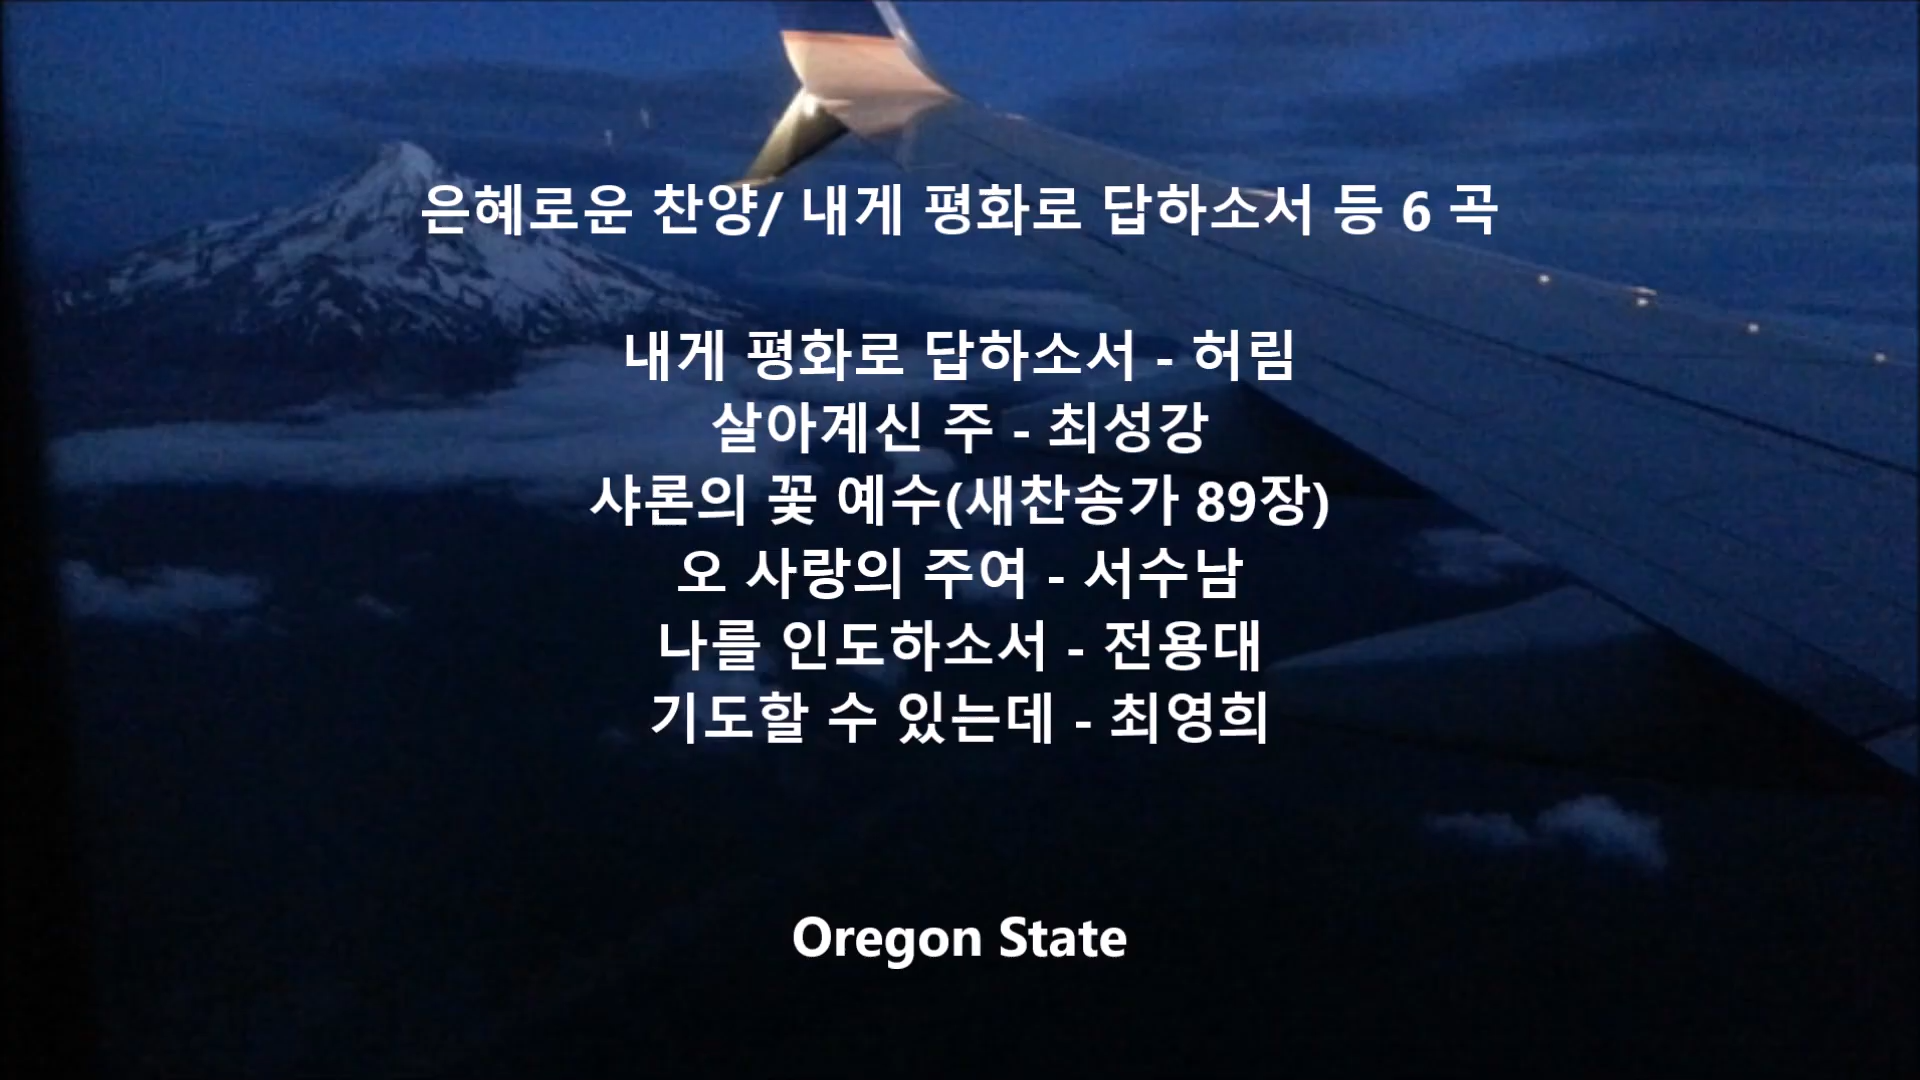 은혜로운 찬양/ 내게 평화로 답하소서 등 6 곡
내게 평화로 답하소서 - 허림
살아계신 주 - 최성강
샤론의 꽃 예수(새찬송가 89장)
오 사랑의 주여 - 서수남
나를 인도하소서 - 전용대
기도할 수 있는데 - 최영희
Oregon State